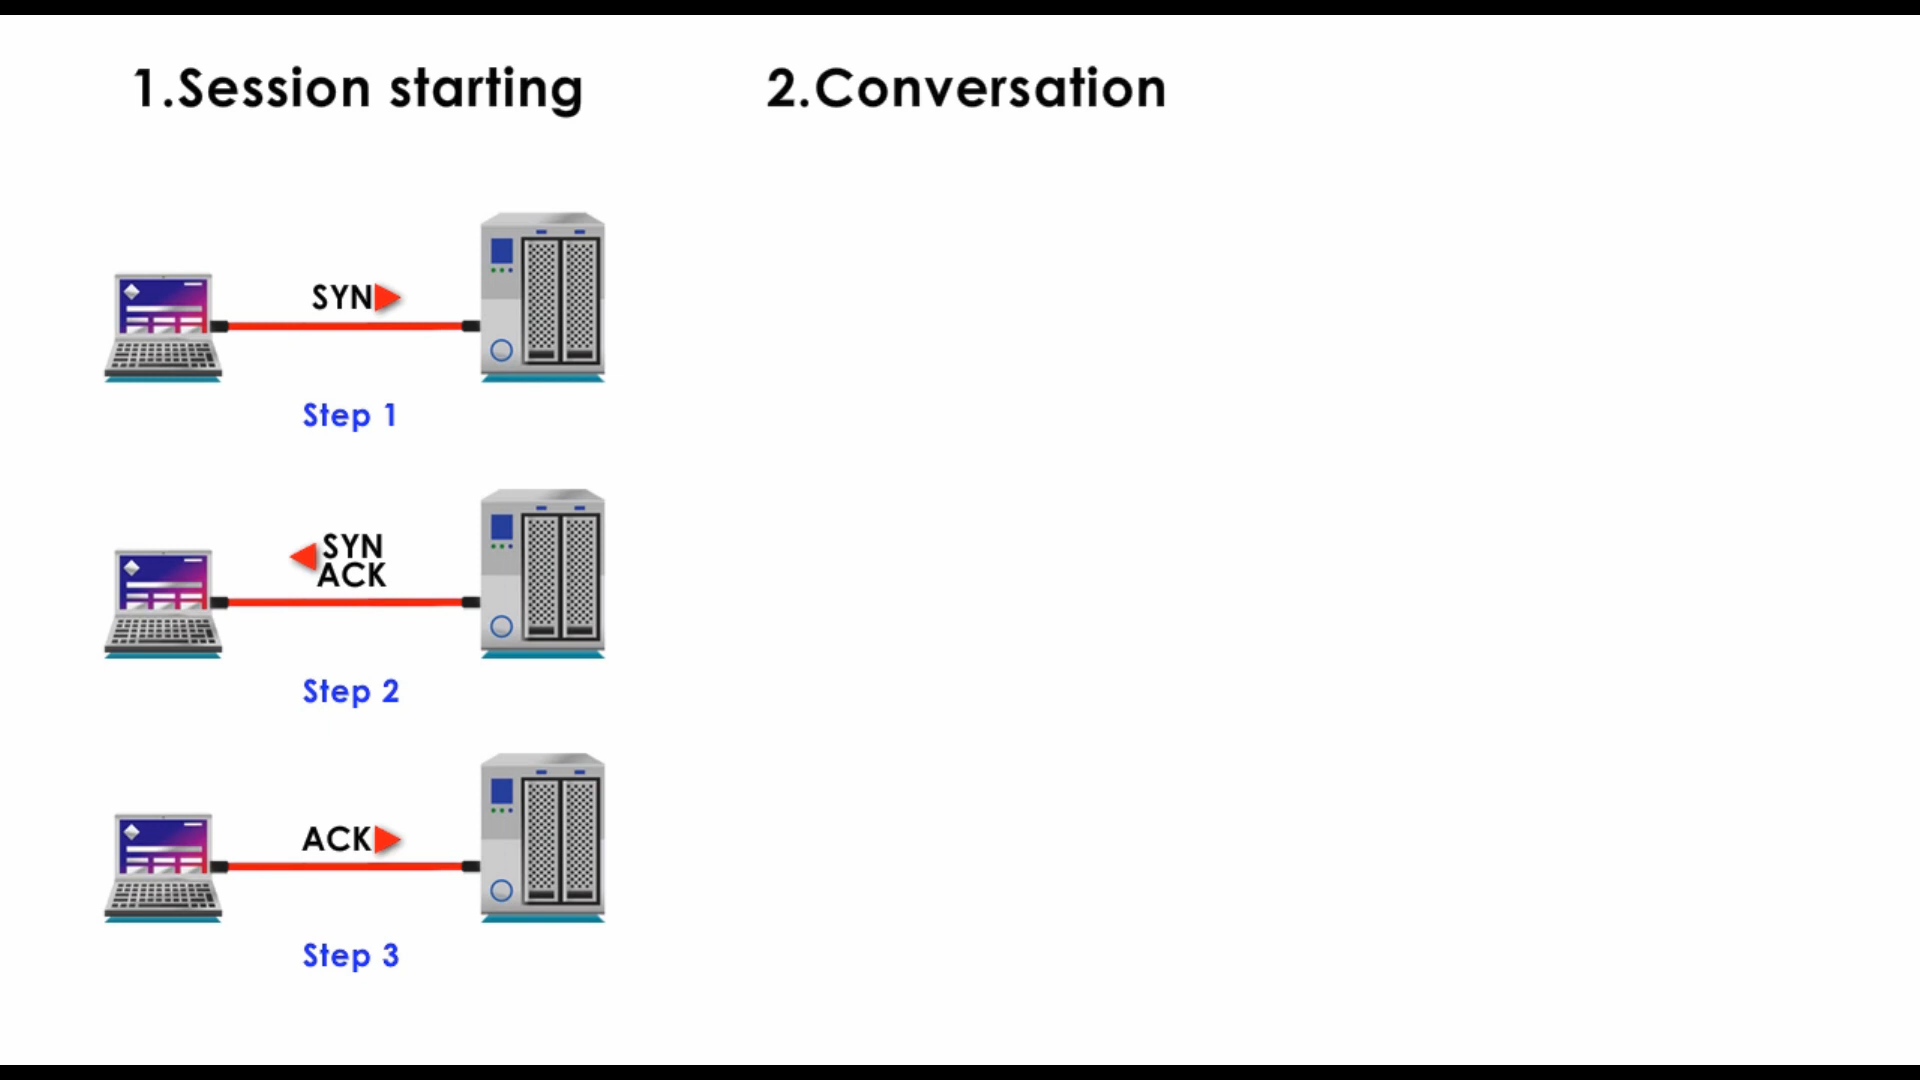 1.Session starting
2.Conversation
SYN
Step 1
SYN
ACK
Step 2
ACK
Step 3